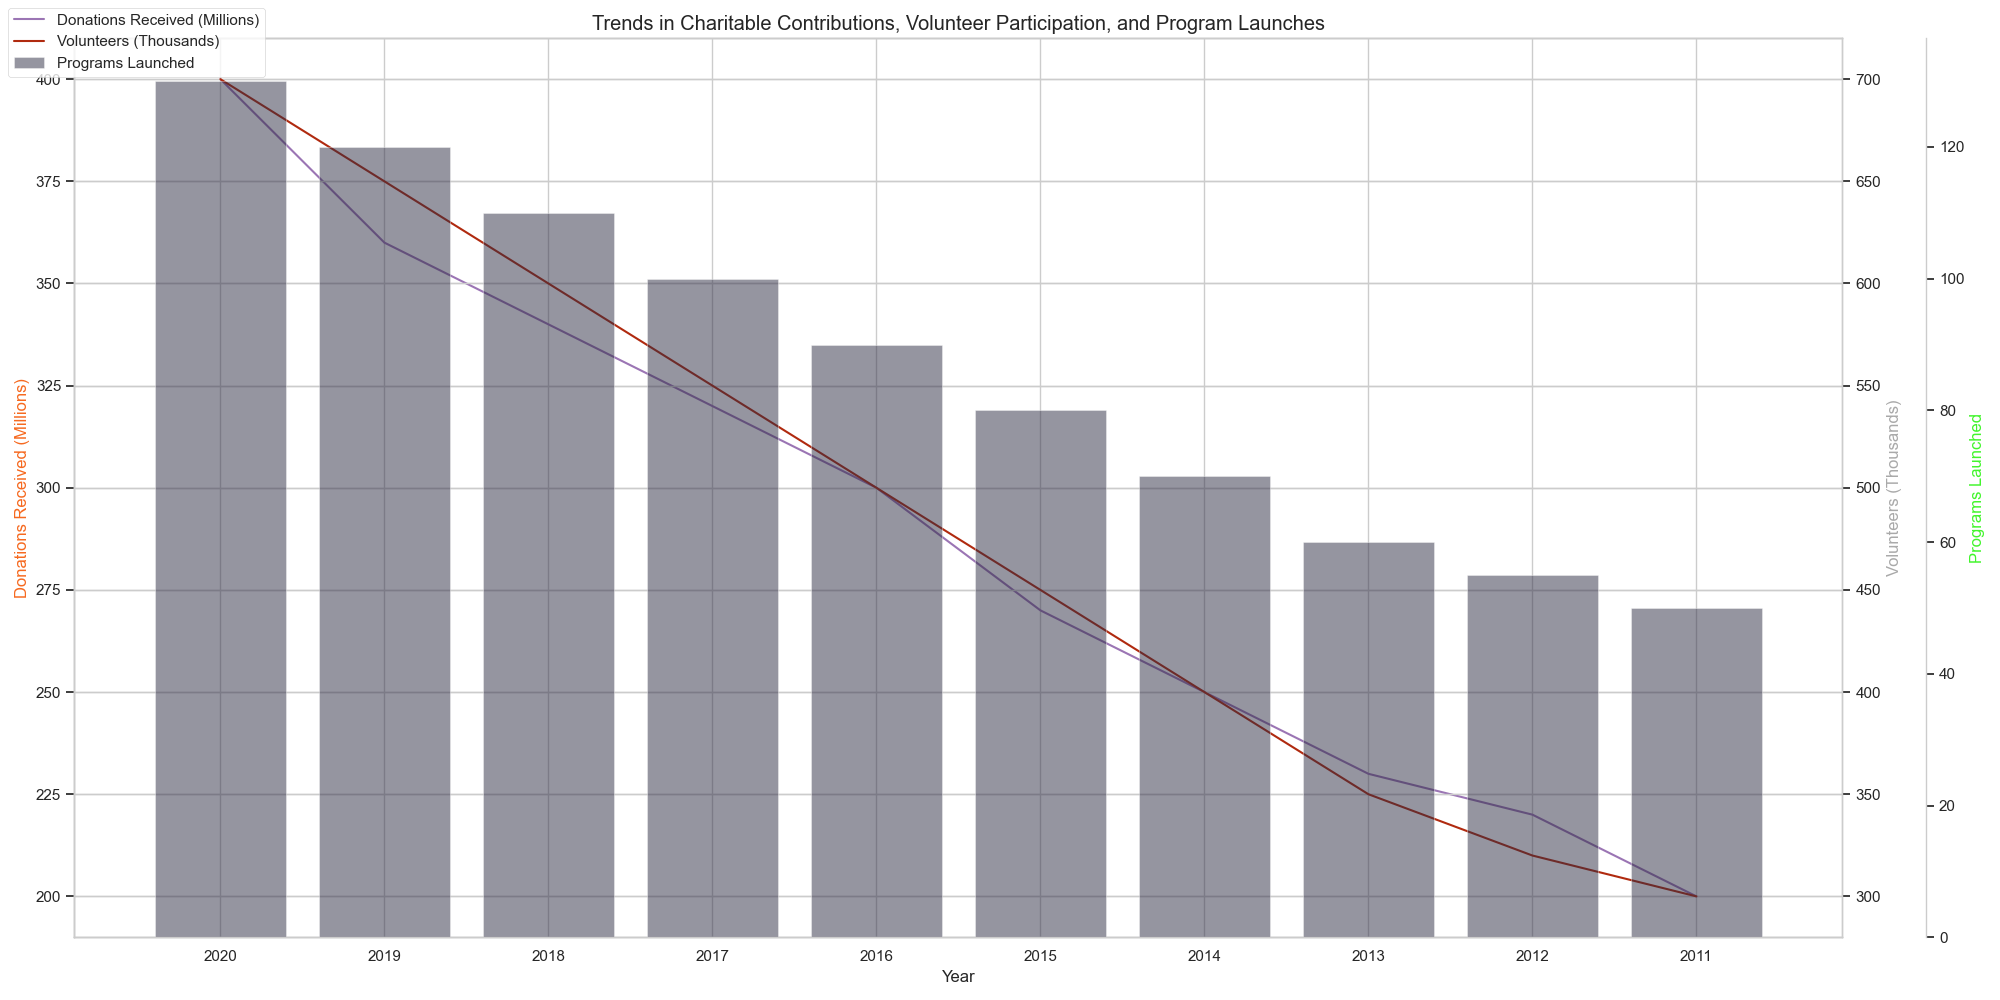 Trends in Charitable Contributions, Volunteer Participation, and Program Launches
Donations Received (Millions)
Volunteers (Thousands)
Programs Launched
400
375
350
325
300
275
250
225
200
Donations Received (Millions)
700
650
600
550
500
450
400
350
300
Volunteers (Thousands)
120
100
80
60
40
20
0
Programs Launched
2020 2019 2018 2017 2016 2015 2014 2013 2012 2011
Year